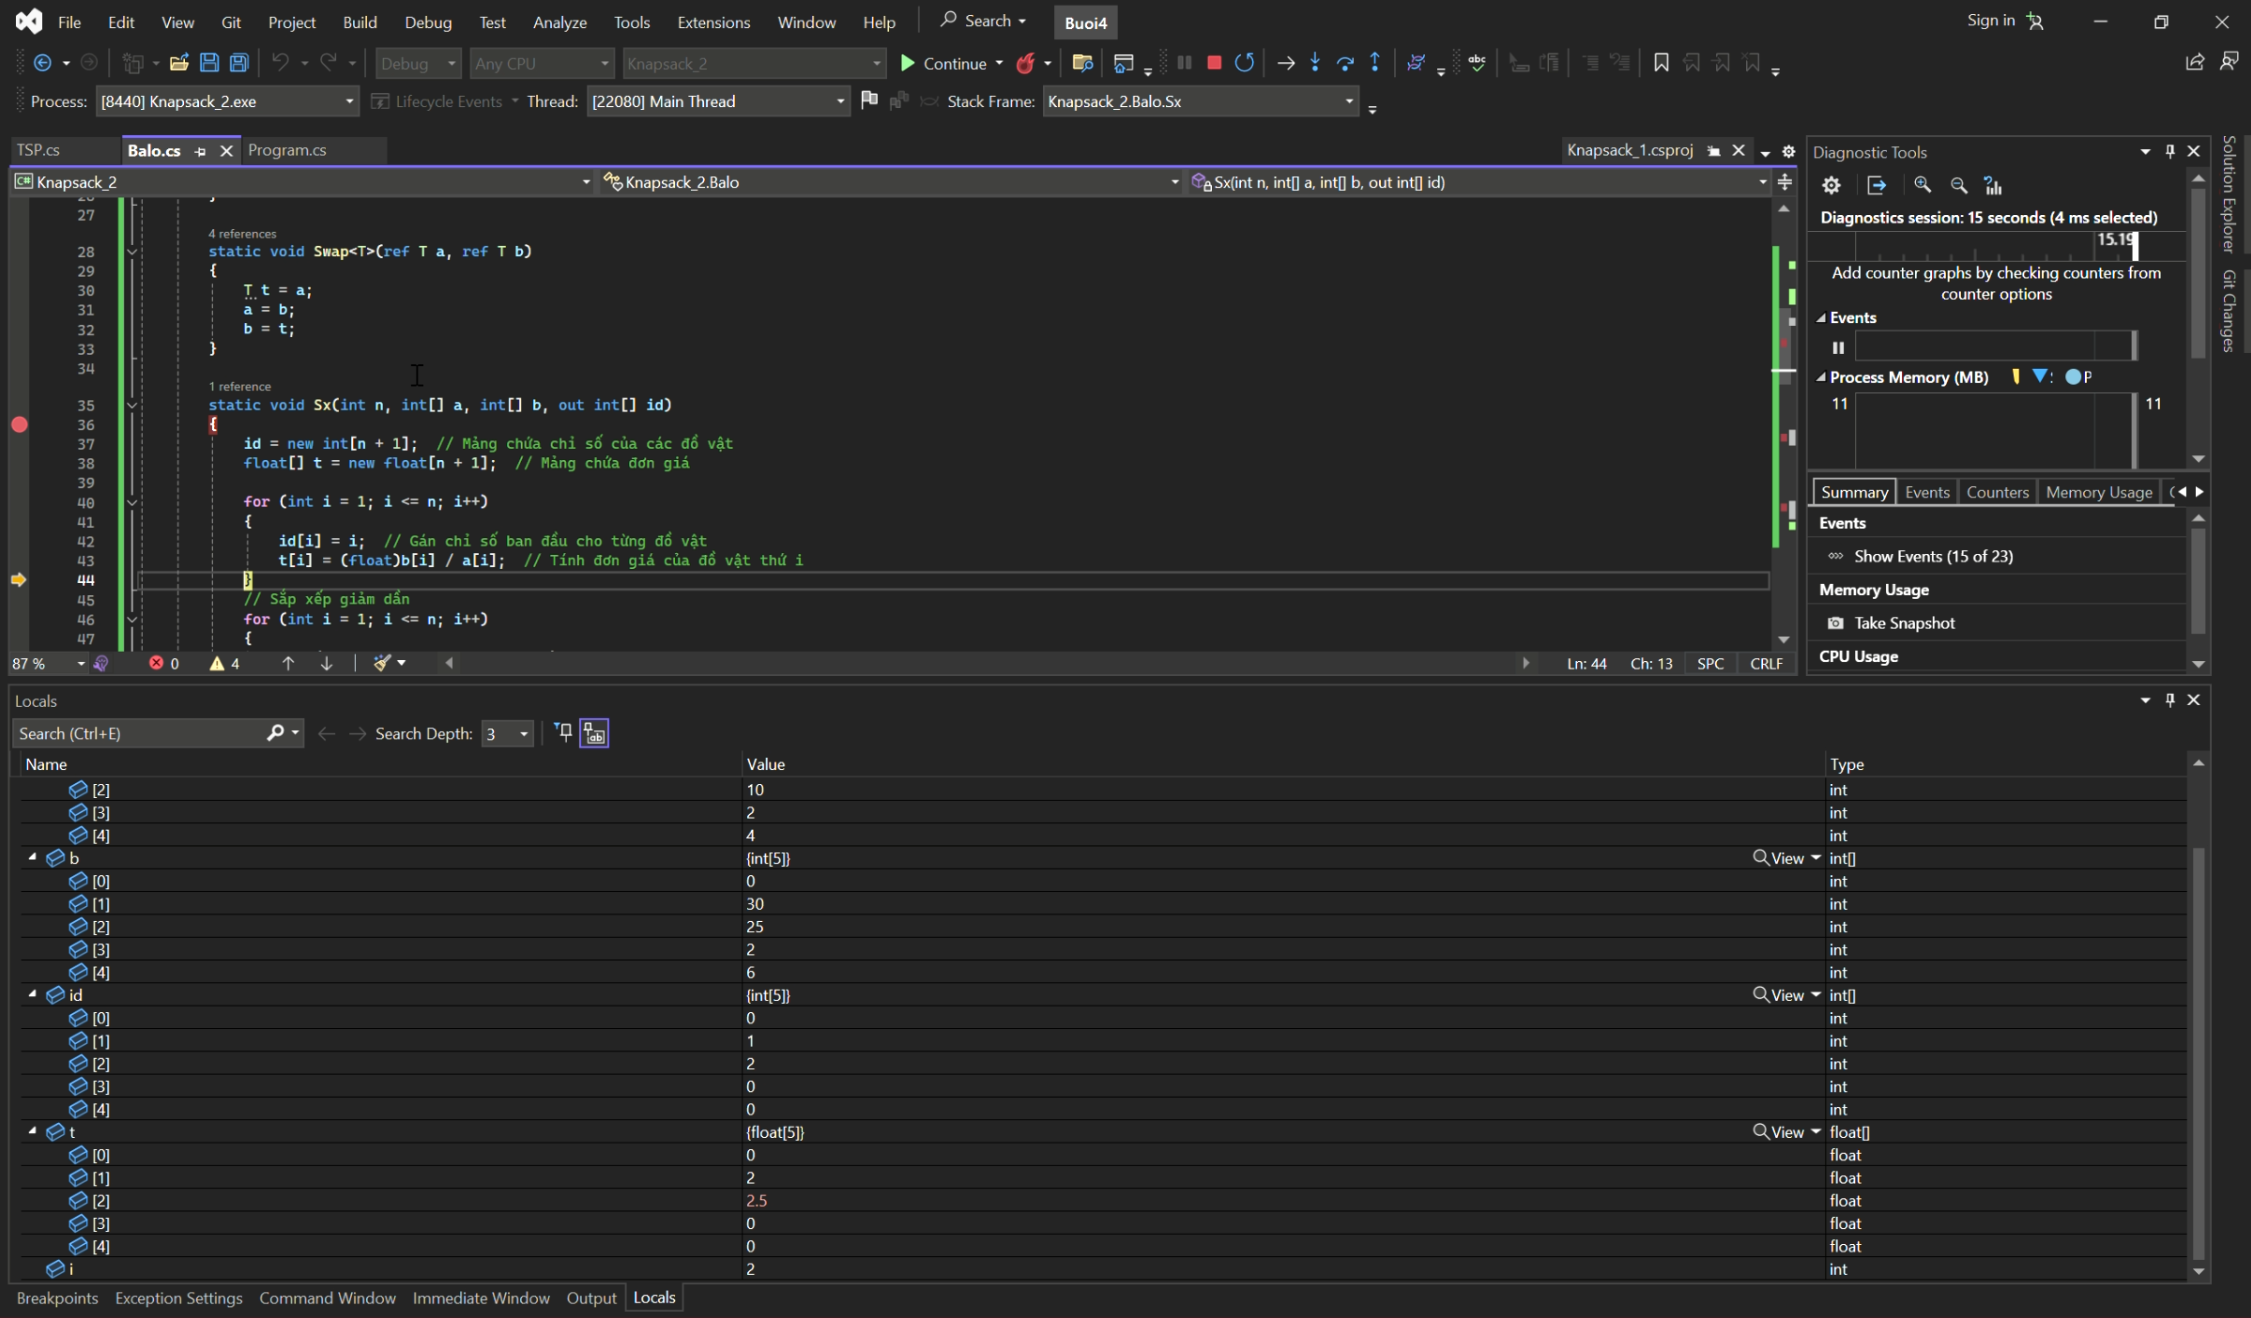 File Edit View Git Project Build Debug Test Analyze Tools Extensions Window Help Search Buoi4 Sign in
Debug Any CPU Knapsack_2 Continue
Process: [8440] Knapsack_2.exe Lifecycle Events Thread: [22080] Main Thread Stack Frame: Knapsack_2.Balo.Sx
TSP.cs Balo.cs Program.cs Knapsack_1.csproj
Knapsack_2 Knapsack_2.Balo Sx(int n, int[] a, int[] b, out int[] id)
27
4 references
28 static void Swap<T>(ref T a, ref T b)
29 {
30 T t = a;
31 a = b;
32 b = t;
33 }
34
1 reference
35 static void Sx(int n, int[] a, int[] b, out int[] id)
36 {
37 id = new int[n + 1]; // Mảng chứa chỉ số của các đồ vật
38 float[] t = new float[n + 1]; // Mảng chứa đơn giá
39
40 for (int i = 1; i <= n; i++)
41 {
42 id[i] = i; // Gán chỉ số ban đầu cho từng đồ vật
43 t[i] = (float)b[i] / a[i]; // Tính đơn giá của đồ vật thứ i
44 }
45 // Sắp xếp giảm dần
46 for (int i = 1; i <= n; i++)
47 {
87 % 0 4 Ln: 44 Ch: 13 SPC CRLF
Diagnostic Tools
Diagnostics session: 15 seconds (4 ms selected)
15.19
Add counter graphs by checking counters from
counter options
Events
Process Memory (MB) P
11 11
Summary Events Counters Memory Usage
Events
Show Events (15 of 23)
Memory Usage
Take Snapshot
CPU Usage
Solution Explorer
Git Changes
Locals
Search (Ctrl+E) Search Depth: 3
Name Value Type
[2] 10 int
[3] 2 int
[4] 4 int
b {int[5]} View int[]
[0] 0 int
[1] 30 int
[2] 25 int
[3] 2 int
[4] 6 int
id {int[5]} View int[]
[0] 0 int
[1] 1 int
[2] 2 int
[3] 0 int
[4] 0 int
t {float[5]} View float[]
[0] 0 float
[1] 2 float
[2] 2.5 float
[3] 0 float
[4] 0 float
i 2 int
Breakpoints Exception Settings Command Window Immediate Window Output Locals